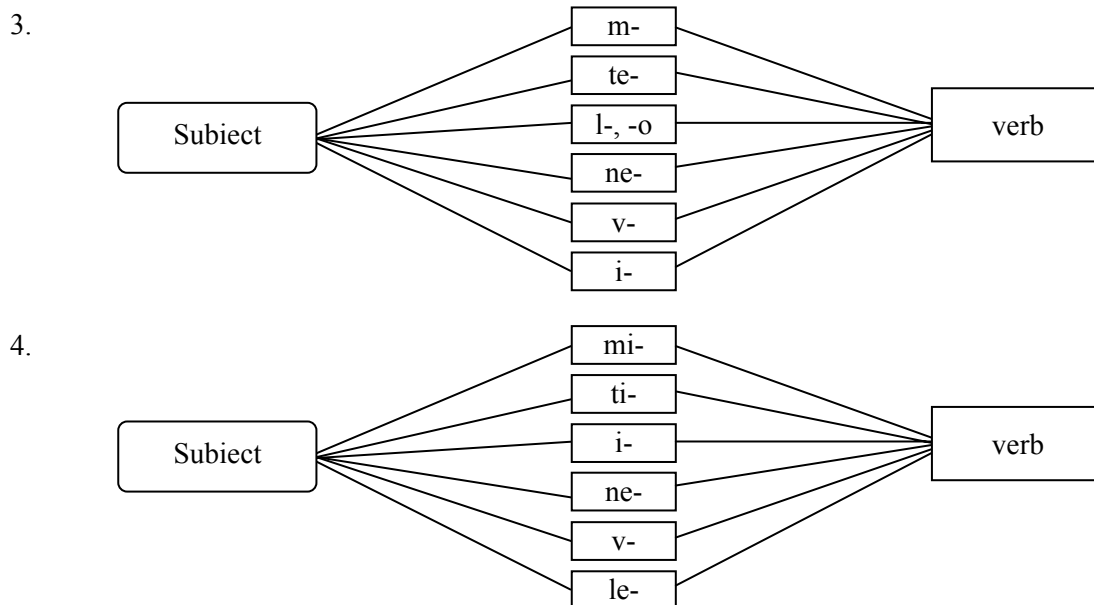 3.
m-
te-
l-, -o
Subiect
verb
ne-
v-
i-
4.
mi-
ti-
i-
Subiect
verb
ne-
v-
le-